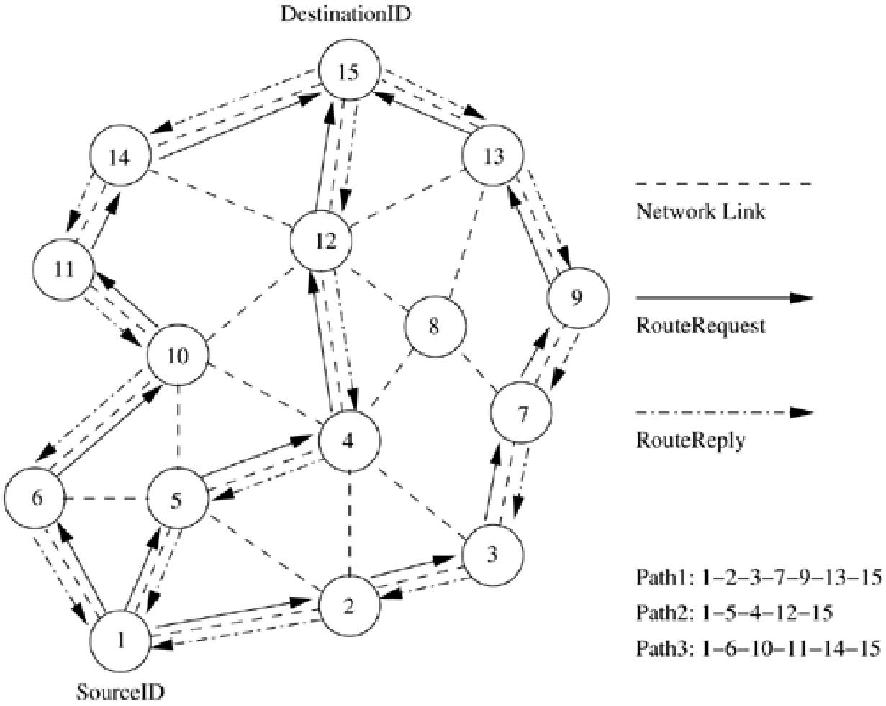 DestinationID
15
14
13
12
11
9
8
10
7
4
6
5
3
2
1
SourceID
Network Link
RouteRequest
RouteReply
Path1: 1–2–3–7–9–13–15
Path2: 1–5–4–12–15
Path3: 1–6–10–11–14–15